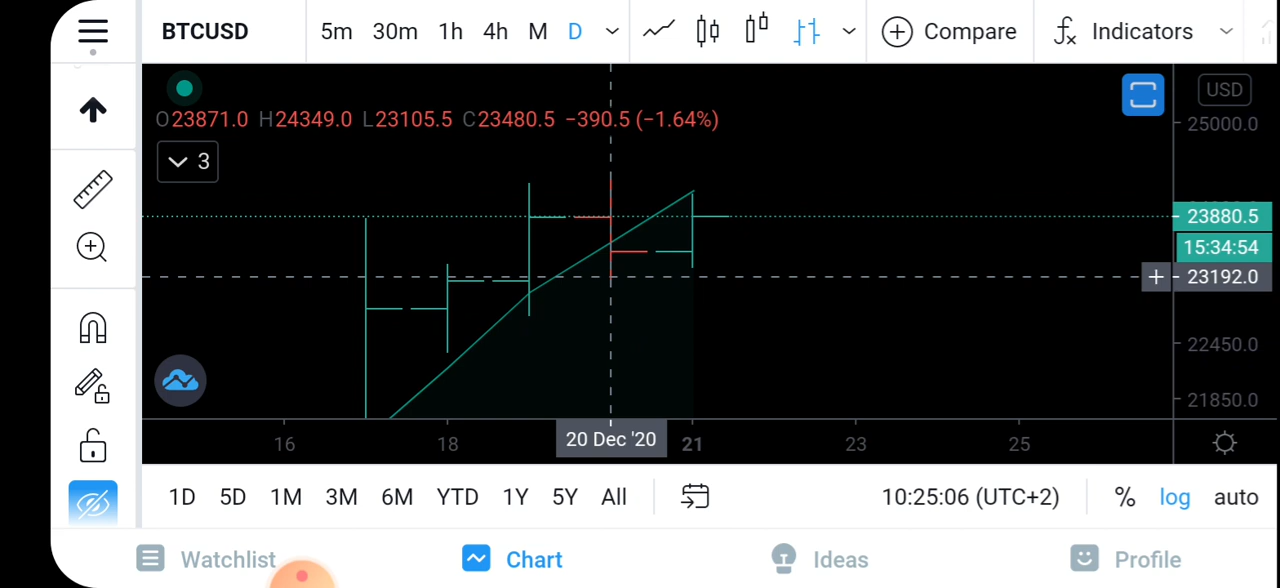 BTCUSD 5m 30m 1h 4h M D Compare Indicators
O23871.0 H24349.0 L23105.5 C23480.5 −390.5 (−1.64%)
USD
25000.0
3
23880.5
15:34:54
+ 23192.0
22450.0
21850.0
16 18 20 Dec '20 21 23 25
1D 5D 1M 3M 6M YTD 1Y 5Y All 10:25:06 (UTC+2) % log auto
Watchlist Chart Ideas Profile